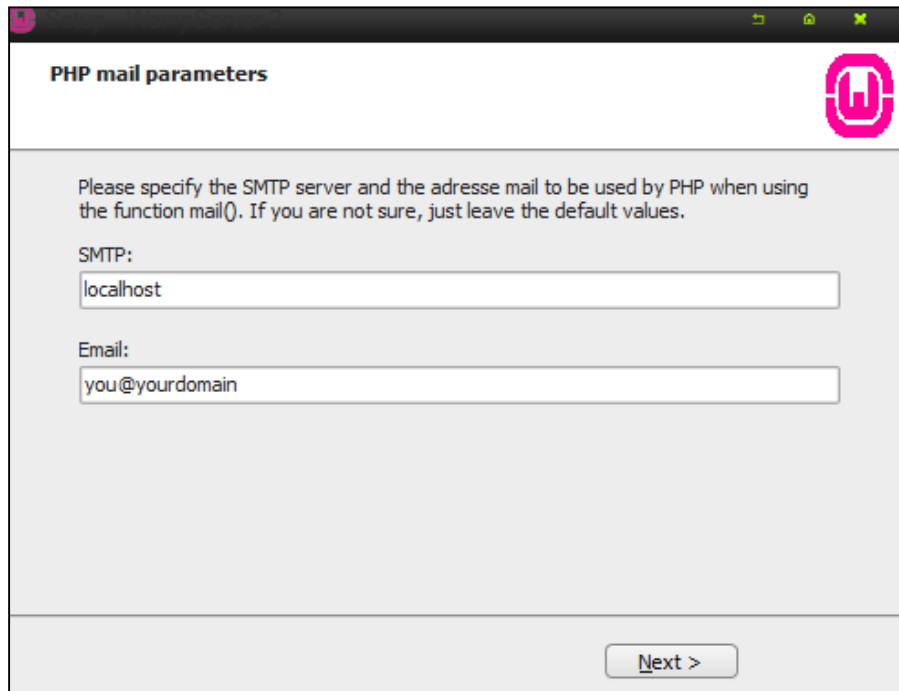 PHP mail parameters
Please specify the SMTP server and the adresse mail to be used by PHP when using
the function mail(). If you are not sure, just leave the default values.
SMTP:
localhost
Email:
you@yourdomain
Next >